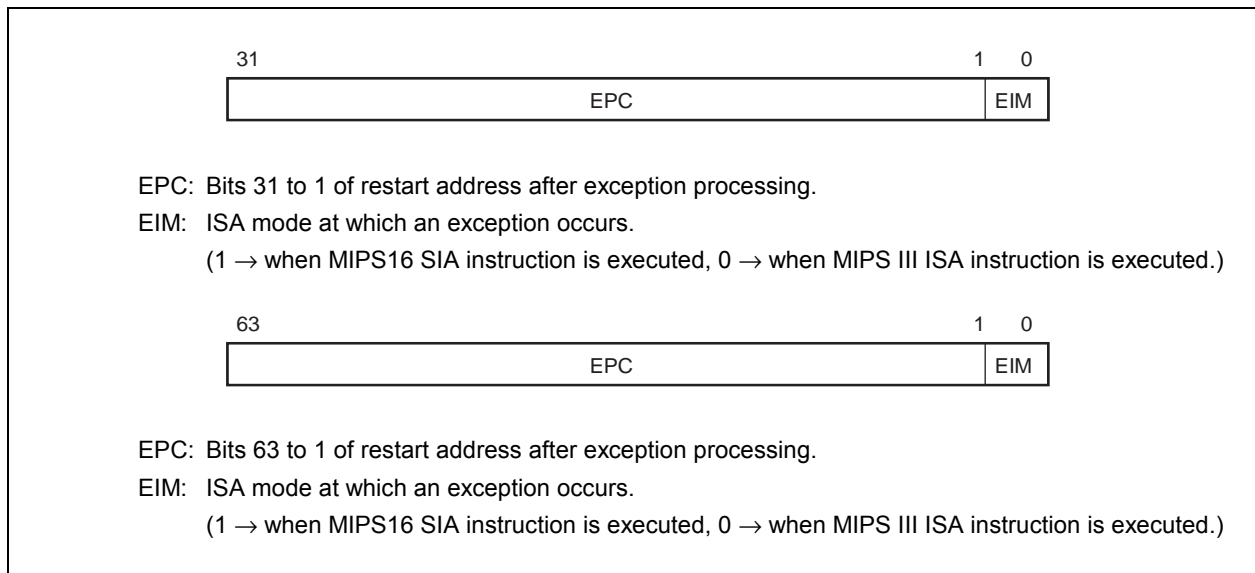 31 1 0
EPC EIM
EPC: Bits 31 to 1 of restart address after exception processing.
EIM: ISA mode at which an exception occurs.
(1 → when MIPS16 SIA instruction is executed, 0 → when MIPS III ISA instruction is executed.)
63 1 0
EPC EIM
EPC: Bits 63 to 1 of restart address after exception processing.
EIM: ISA mode at which an exception occurs.
(1 → when MIPS16 SIA instruction is executed, 0 → when MIPS III ISA instruction is executed.)